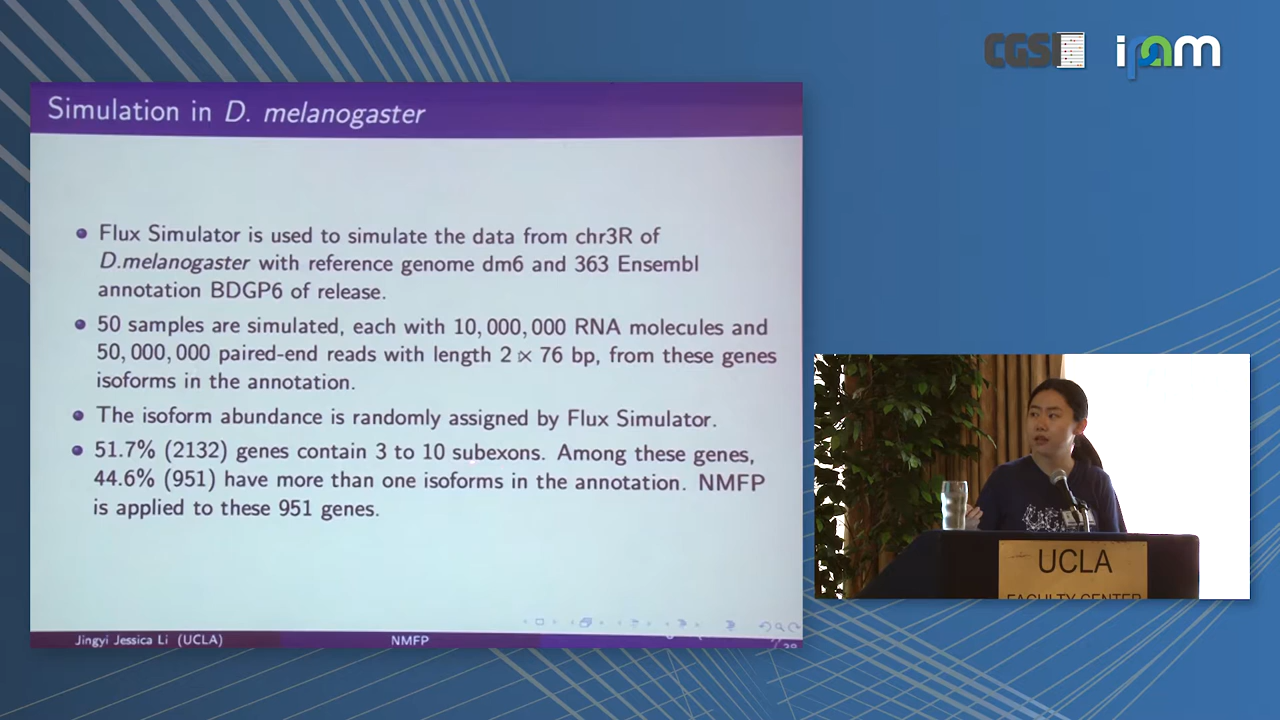 CGSI
ipam
Simulation in D. melanogaster
Flux Simulator is used to simulate the data from chr3R of
D.melanogaster with reference genome dm6 and 363 Ensembl
annotation BDGP6 of release.
50 samples are simulated, each with 10,000,000 RNA molecules and
50,000,000 paired-end reads with length 2 × 76 bp, from these genes
isoforms in the annotation.
The isoform abundance is randomly assigned by Flux Simulator.
51.7% (2132) genes contain 3 to 10 subexons. Among these genes,
44.6% (951) have more than one isoforms in the annotation. NMFP
is applied to these 951 genes.
Jingyi Jessica Li (UCLA)
NMFP
UCLA
FACULTY CENTER